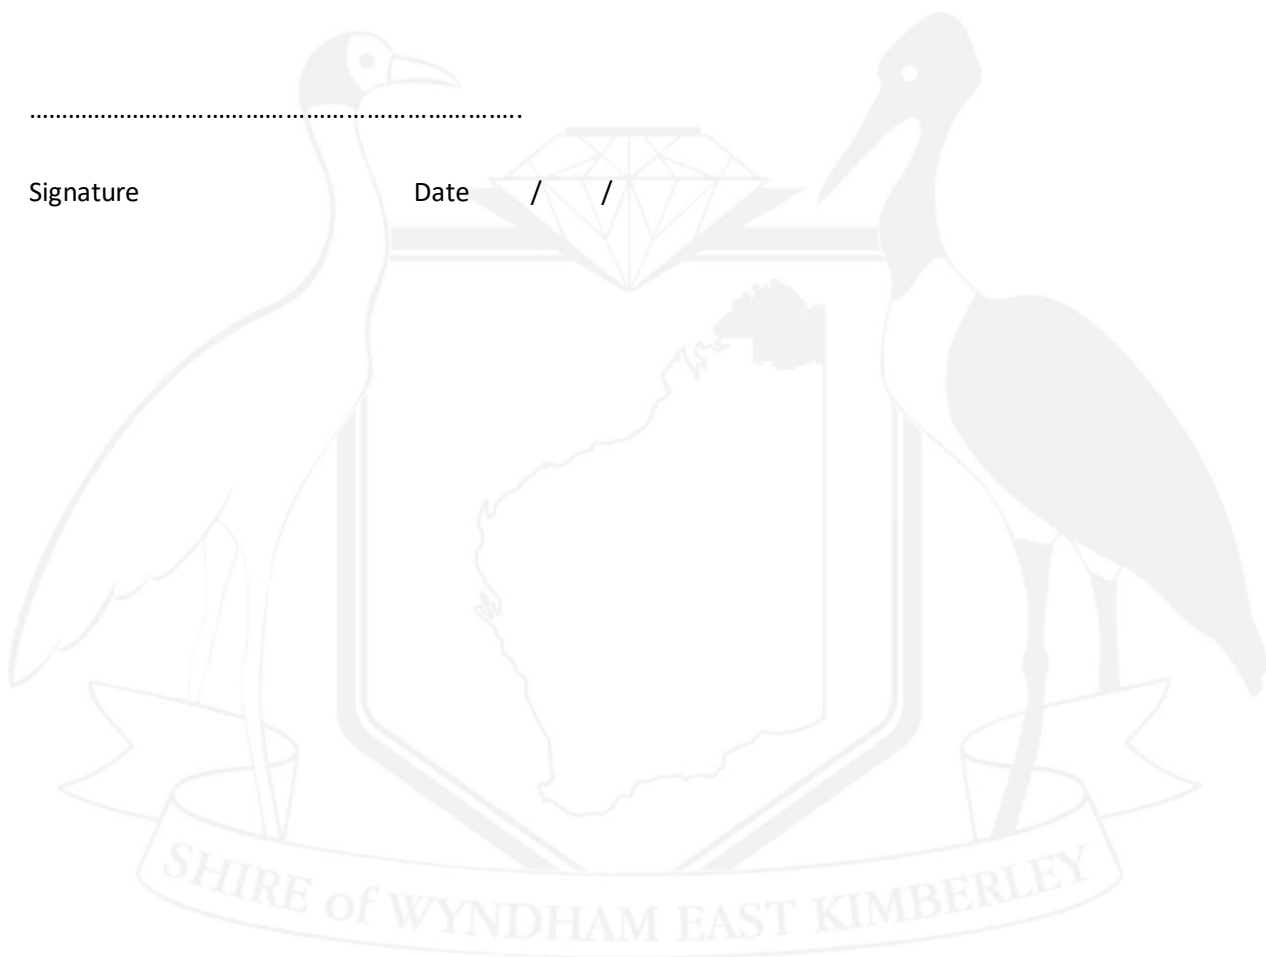 ………………………………………………………………….
Signature Date / /
SHIRE of WYNDHAM EAST KIMBERLEY